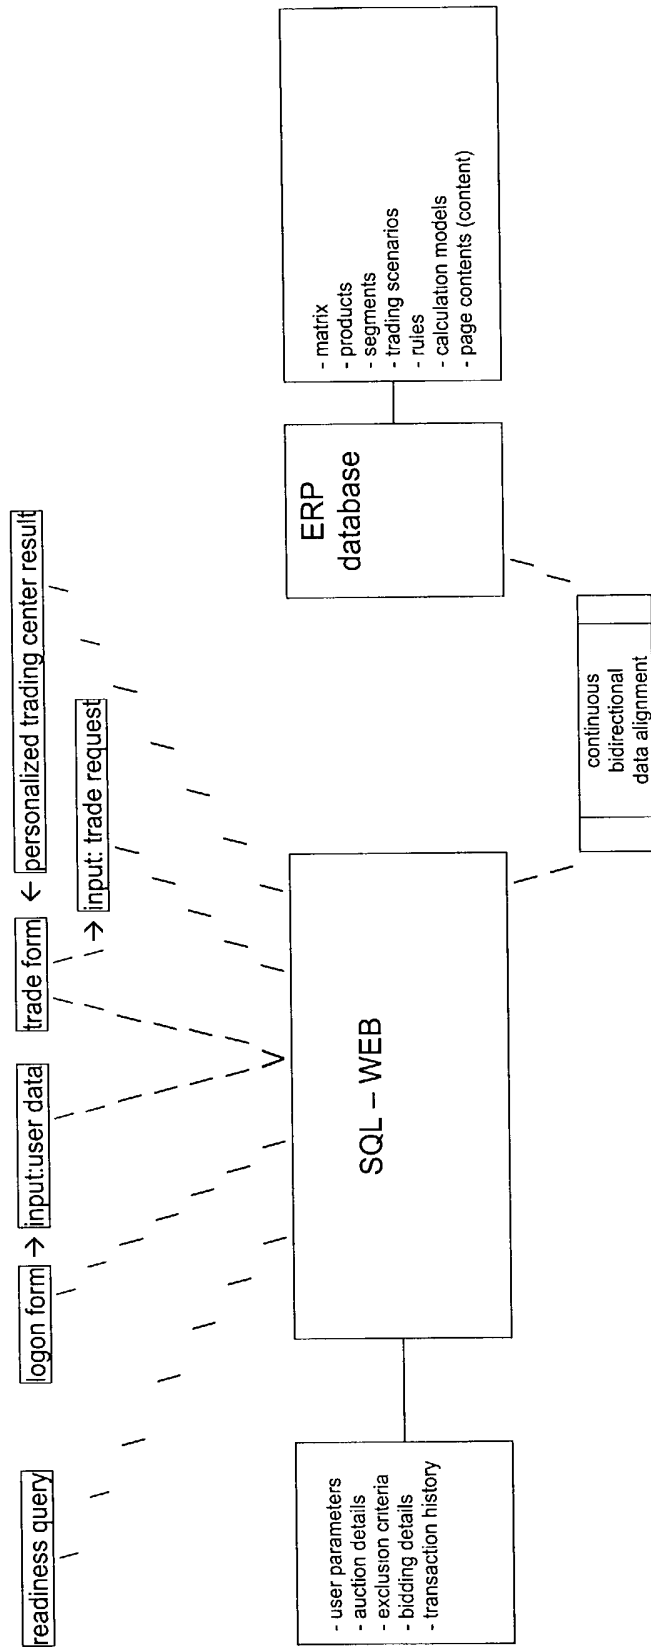 readiness query
logon form → input:user data
trade form ← personalized trading center result
→ input: trade request
- user parameters
- auction details
- exclusion criteria
- bidding details
- transaction history
SQL – WEB
ERP
database
- matrix
- products
- segments
- trading scenarios
- rules
- calculation models
- page contents (content)
continuous
bidirectional
data alignment